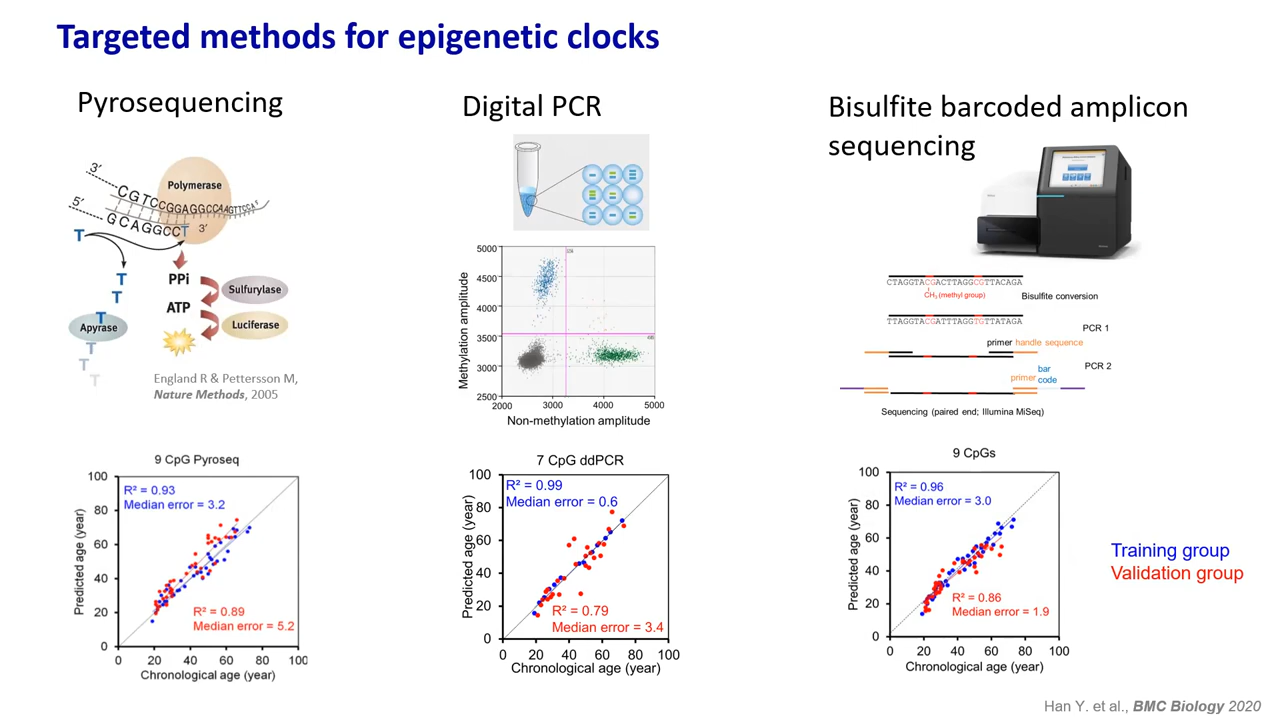 Targeted methods for epigenetic clocks
Pyrosequencing
3′
5′
CGTCCGGAGGCCAAGTTCCA
GCAGGCCT
3′
Polymerase
T
T
T
PPi
ATP
Sulfurylase
Luciferase
Apyrase
T
T
T
T
England R & Pettersson M,
Nature Methods, 2005
9 CpG Pyroseq
R² = 0.93
Median error = 3.2
R² = 0.89
Median error = 5.2
Predicted age (year)
100
80
60
40
20
0
0 20 40 60 80 100
Chronological age (year)
Digital PCR
Methylation amplitude
5000
4500
4000
3500
3000
2500
2000 3000 4000 5000
Non-methylation amplitude
7 CpG ddPCR
R² = 0.99
Median error = 0.6
R² = 0.79
Median error = 3.4
Predicted age (year)
100
80
60
40
20
0
0 20 40 60 80 100
Chronological age (year)
Bisulfite barcoded amplicon
sequencing
CTAGGTACGACTTAGGCGTTACAGA
CH₃ (methyl group)
Bisulfite conversion
TTAGGTACGATTTAGGTGTTATAGA
PCR 1
primer handle sequence
PCR 2
bar
primer code
Sequencing (paired end; Illumina MiSeq)
9 CpGs
R² = 0.96
Median error = 3.0
R² = 0.86
Median error = 1.9
Predicted age (year)
100
80
60
40
20
0
0 20 40 60 80 100
Chronological age (year)
Training group
Validation group
Han Y. et al., BMC Biology 2020